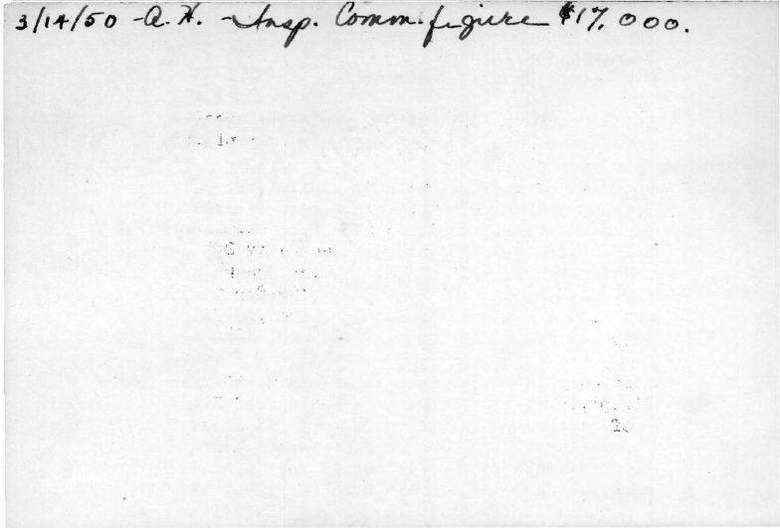 3/14/50 - A.H. - Insp. Comm. figure $17,000.